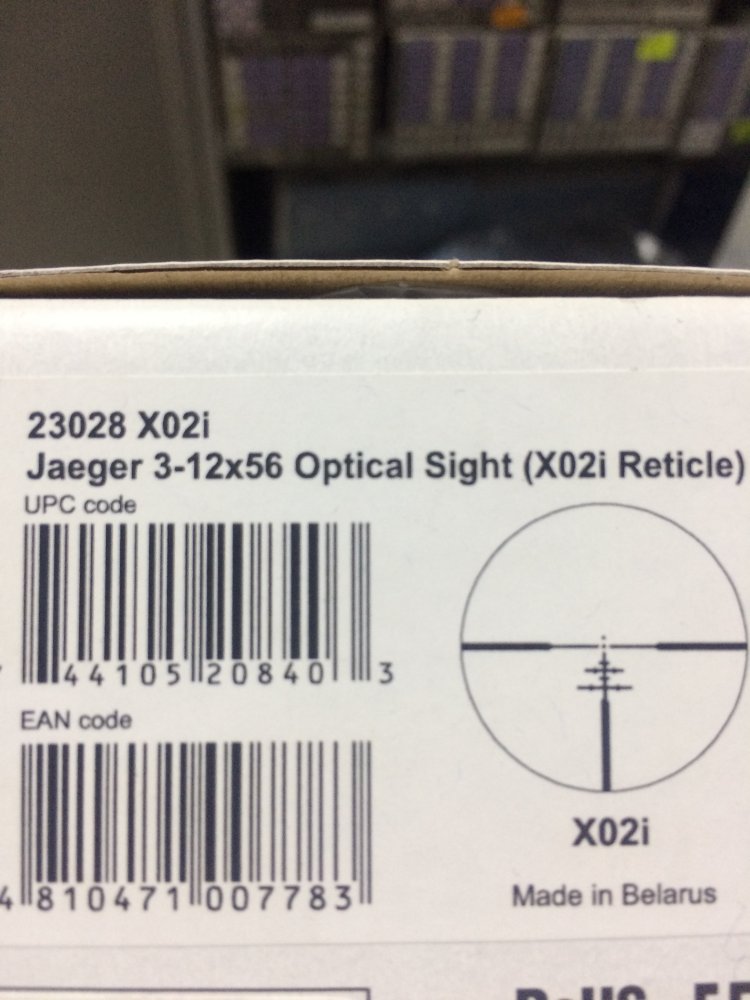 23028 X02i
Jaeger 3-12x56 Optical Sight (X02i Reticle)
UPC code
44105 20840 3
EAN code
4 810471 007783
X02i
Made in Belarus